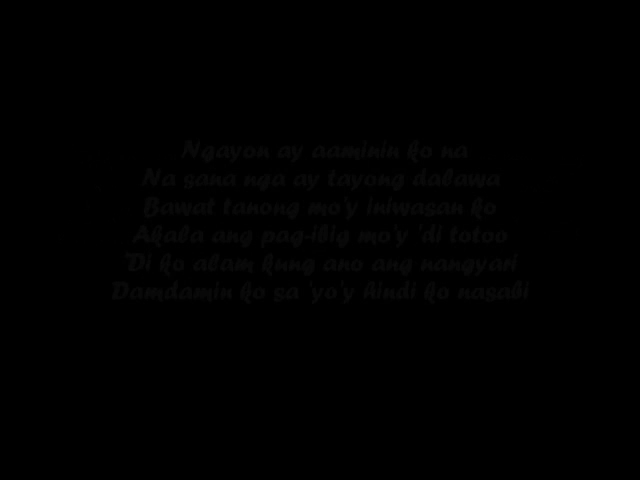 Ngayon ay aaminin ko na
Na sana nga ay tayong dalawa
Bawat tanong mo'y iniwasan ko
Akala ang pag-ibig mo'y 'di totoo
'Di ko alam kung ano ang nangyari
Damdamin ko sa 'yo'y hindi ko nasabi